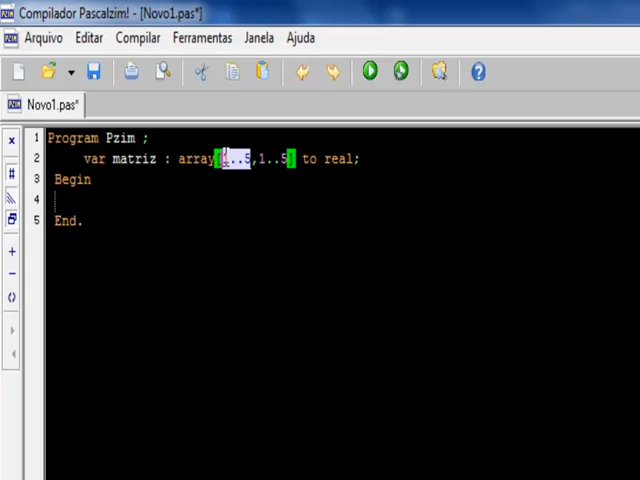 Compilador Pascalzim! - [Novo1.pas*]
Arquivo Editar Compilar Ferramentas Janela Ajuda
Novo1.pas*
1 Program Pzim ;
2 var matriz : array[1..5,1..5] to real;
3 Begin
4
5 End.